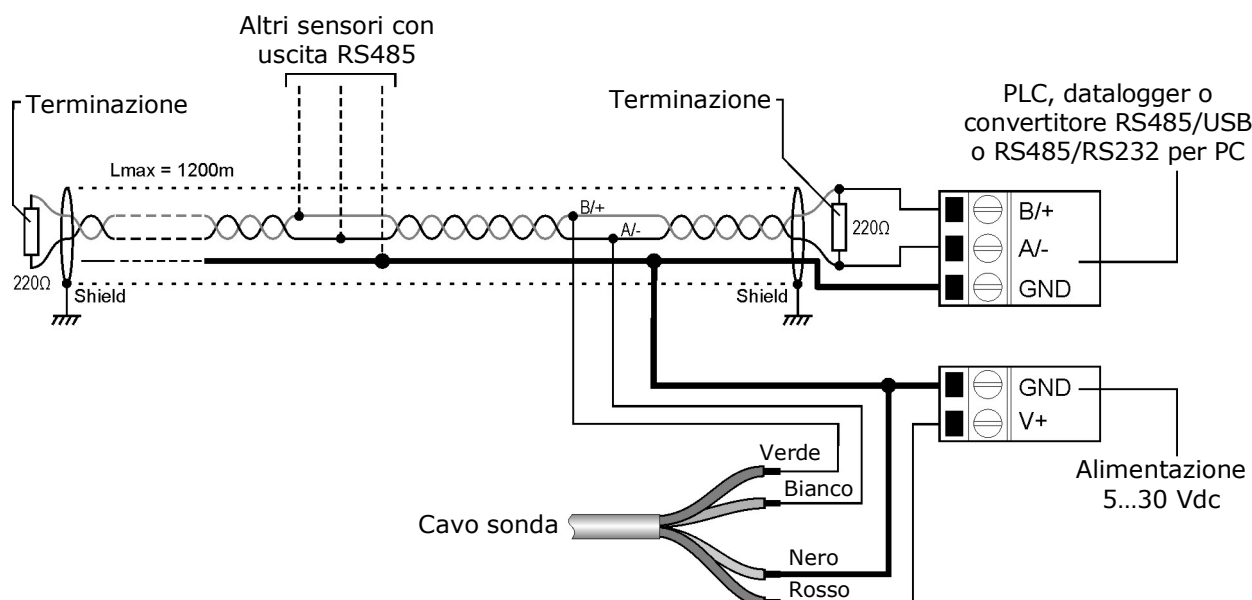 Altri sensori con
uscita RS485
Terminazione
Terminazione
PLC, datalogger o
convertitore RS485/USB
o RS485/RS232 per PC
Lmax = 1200m
B/+
A/-
220Ω
220Ω
Shield
Shield
B/+
A/-
GND
GND
V+
Alimentazione
5...30 Vdc
Cavo sonda
Verde
Bianco
Nero
Rosso